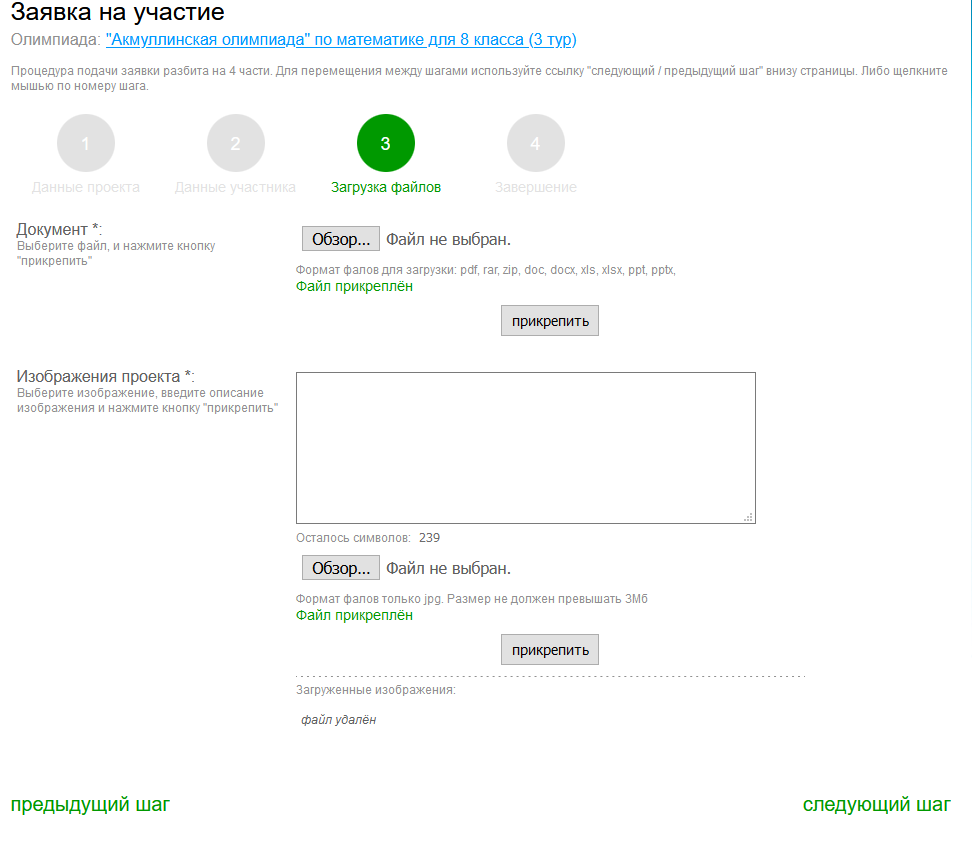 Заявка на участие
Олимпиада: "Акмуллинская олимпиада" по математике для 8 класса (3 тур)
Процедура подачи заявки разбита на 4 части. Для перемещения между шагами используйте ссылку "следующий / предыдущий шаг" внизу страницы. Либо щелкните
мышью по номеру шага.
1 2 3 4
Данные проекта Данные участника Загрузка файлов Завершение
Документ *:
Выберите файл, и нажмите кнопку
"прикрепить"
Обзор... Файл не выбран.
Формат фалов для загрузки: pdf, rar, zip, doc, docx, xls, xlsx, ppt, pptx,
Файл прикреплён
прикрепить
Изображения проекта *:
Выберите изображение, введите описание
изображения и нажмите кнопку "прикрепить"
Осталось символов: 239
Обзор... Файл не выбран.
Формат фалов только jpg. Размер не должен превышать 3Мб
Файл прикреплён
прикрепить
Загруженные изображения:
файл удалён
предыдущий шаг следующий шаг